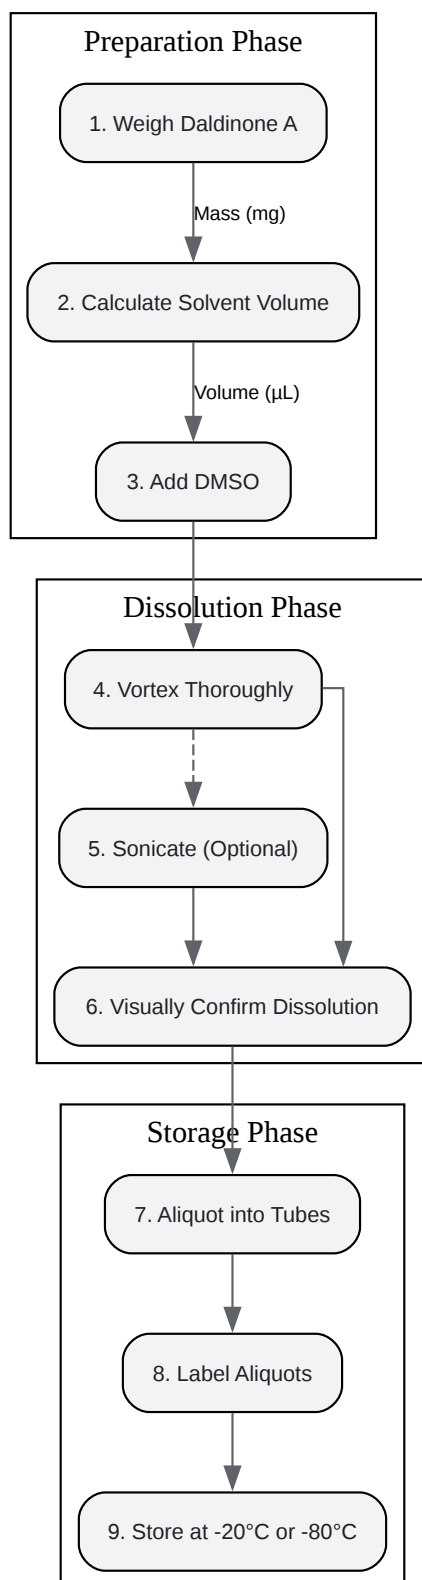 Preparation Phase
1. Weigh Daldinone A
Mass (mg)
2. Calculate Solvent Volume
Volume (µL)
3. Add DMSO
Dissolution Phase
4. Vortex Thoroughly
5. Sonicate (Optional)
6. Visually Confirm Dissolution
Storage Phase
7. Aliquot into Tubes
8. Label Aliquots
9. Store at -20°C or -80°C